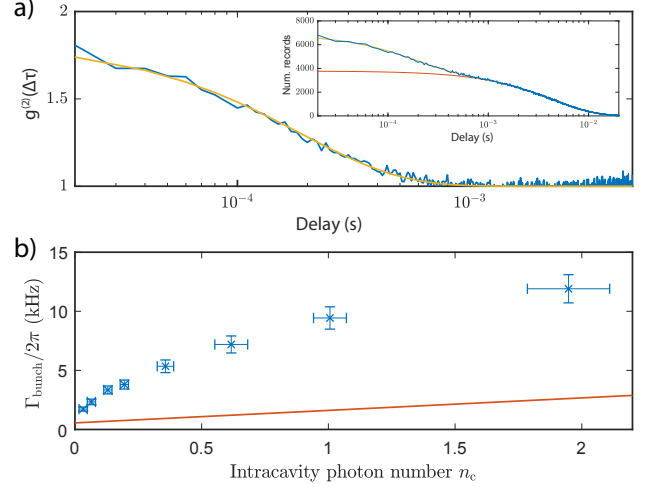 a)
2
1.5
1
g⁽²⁾(Δτ)
10⁻⁴
10⁻³
Delay (s)
8000
6000
4000
2000
0
Num. records
10⁻⁴
10⁻³
10⁻²
Delay (s)
b)
15
10
5
0
Γbunch/2π (kHz)
0
0.5
1
1.5
2
Intracavity photon number nc